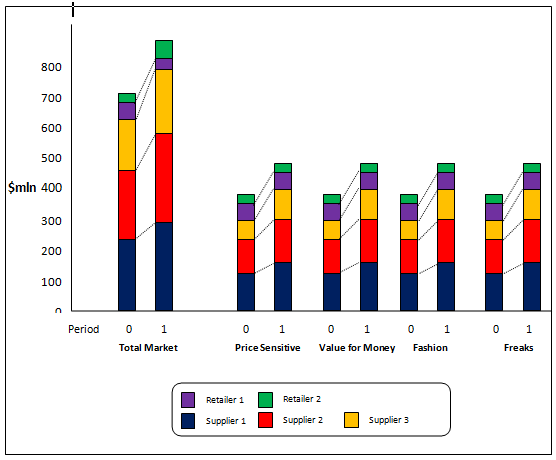 800
700
600
500
$mln
400
300
200
100
0
Period 0 1 0 1 0 1 0 1 0 1
Total Market Price Sensitive Value for Money Fashion Freaks
Retailer 1 Retailer 2
Supplier 1 Supplier 2 Supplier 3